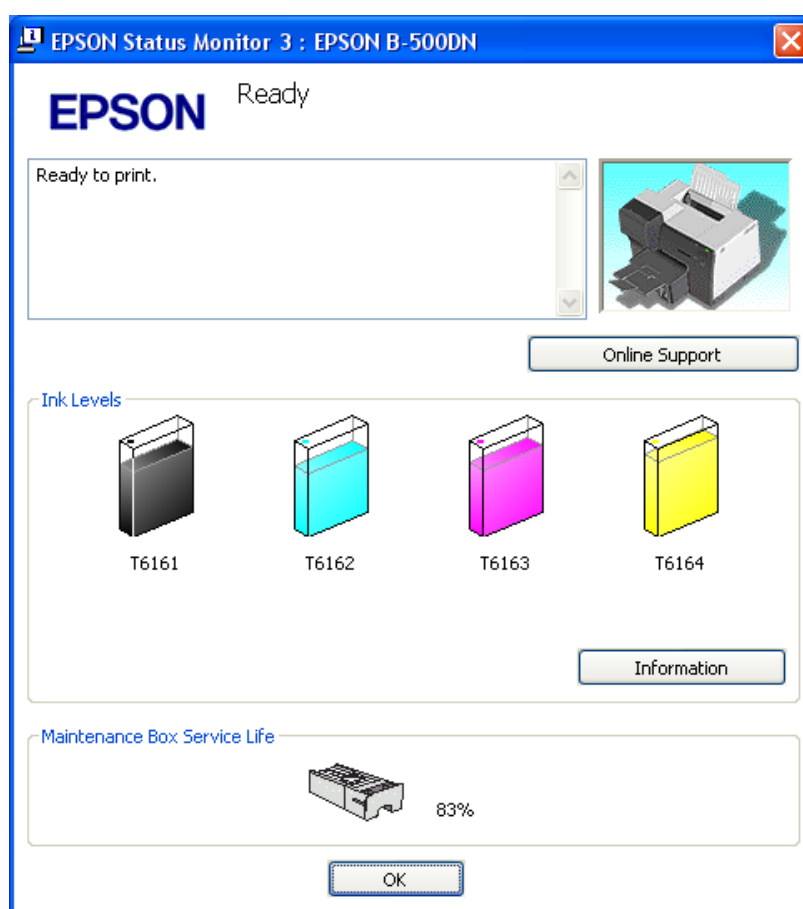 EPSON Status Monitor 3 : EPSON B-500DN
EPSON
Ready
Ready to print.
Online Support
Ink Levels
T6161 T6162 T6163 T6164
Information
Maintenance Box Service Life
83%
OK